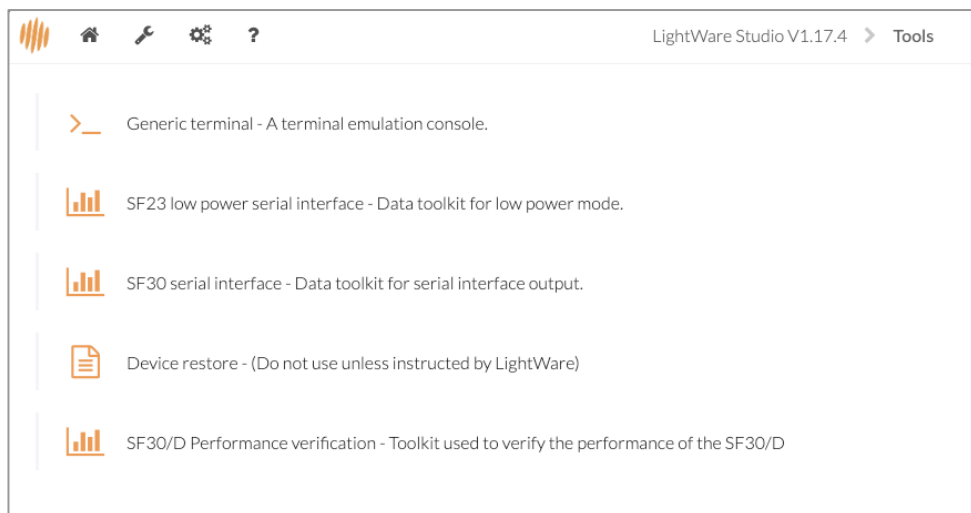 LightWare Studio V1.17.4 > Tools
Generic terminal - A terminal emulation console.
SF23 low power serial interface - Data toolkit for low power mode.
SF30 serial interface - Data toolkit for serial interface output.
Device restore - (Do not use unless instructed by LightWare)
SF30/D Performance verification - Toolkit used to verify the performance of the SF30/D